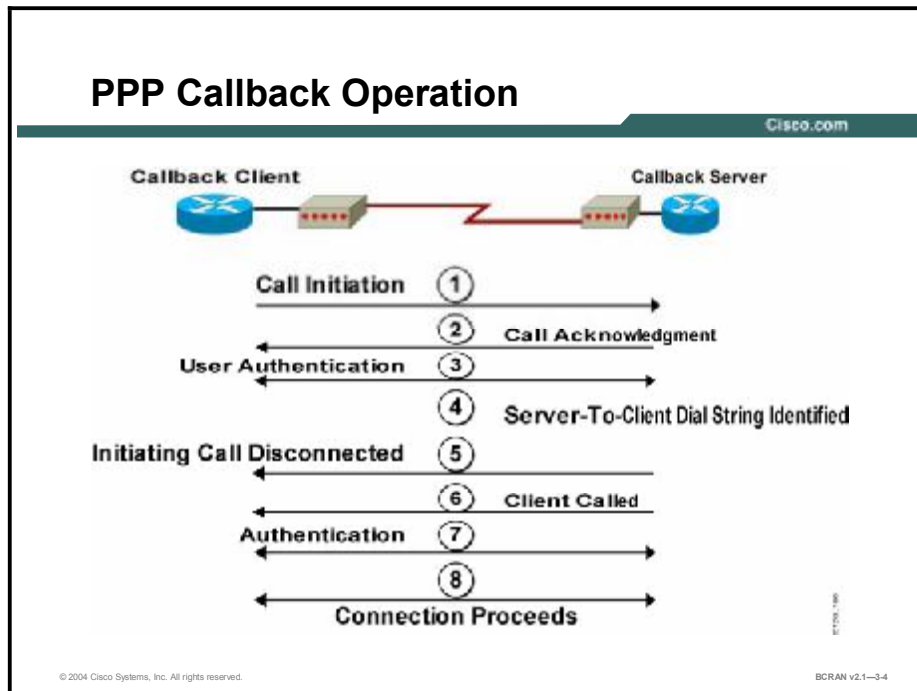 PPP Callback Operation
Cisco.com
Callback Client
Callback Server
Call Initiation 1
2 Call Acknowledgment
User Authentication 3
4 Server-To-Client Dial String Identified
Initiating Call Disconnected 5
6 Client Called
Authentication 7
8
Connection Proceeds
© 2004 Cisco Systems, Inc. All rights reserved.
BCRAN v2.1—3-4